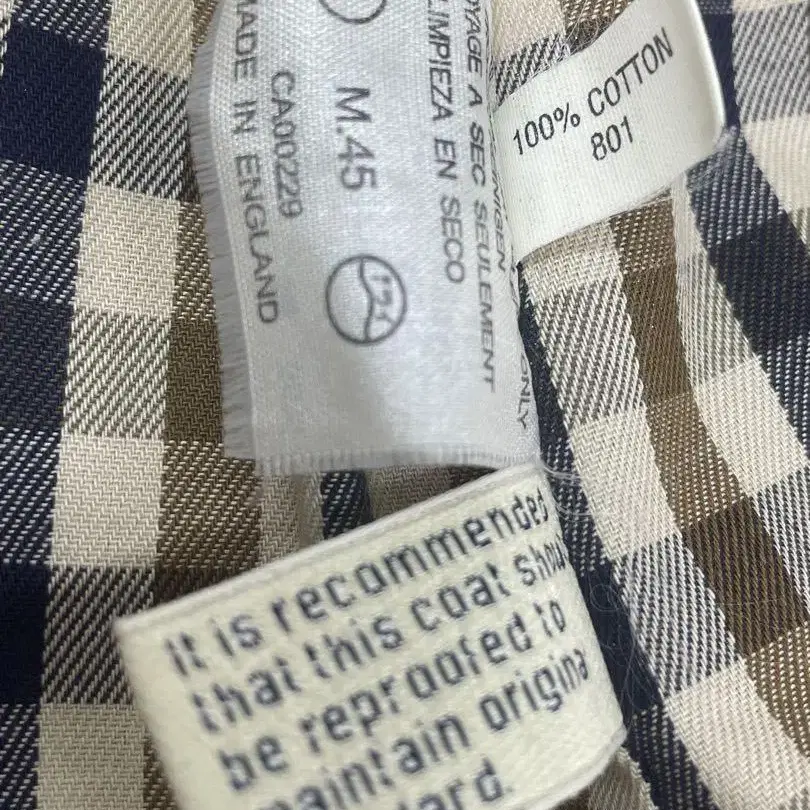 YAGE A SEC SEULEMENT
LIMPIEZA EN SECO
M.45
CA00229
MADE IN ENGLAND
ONLY
100% COTTON
801
It is recommended
that this coat shou
be reproofed to
maintain origina
dard.